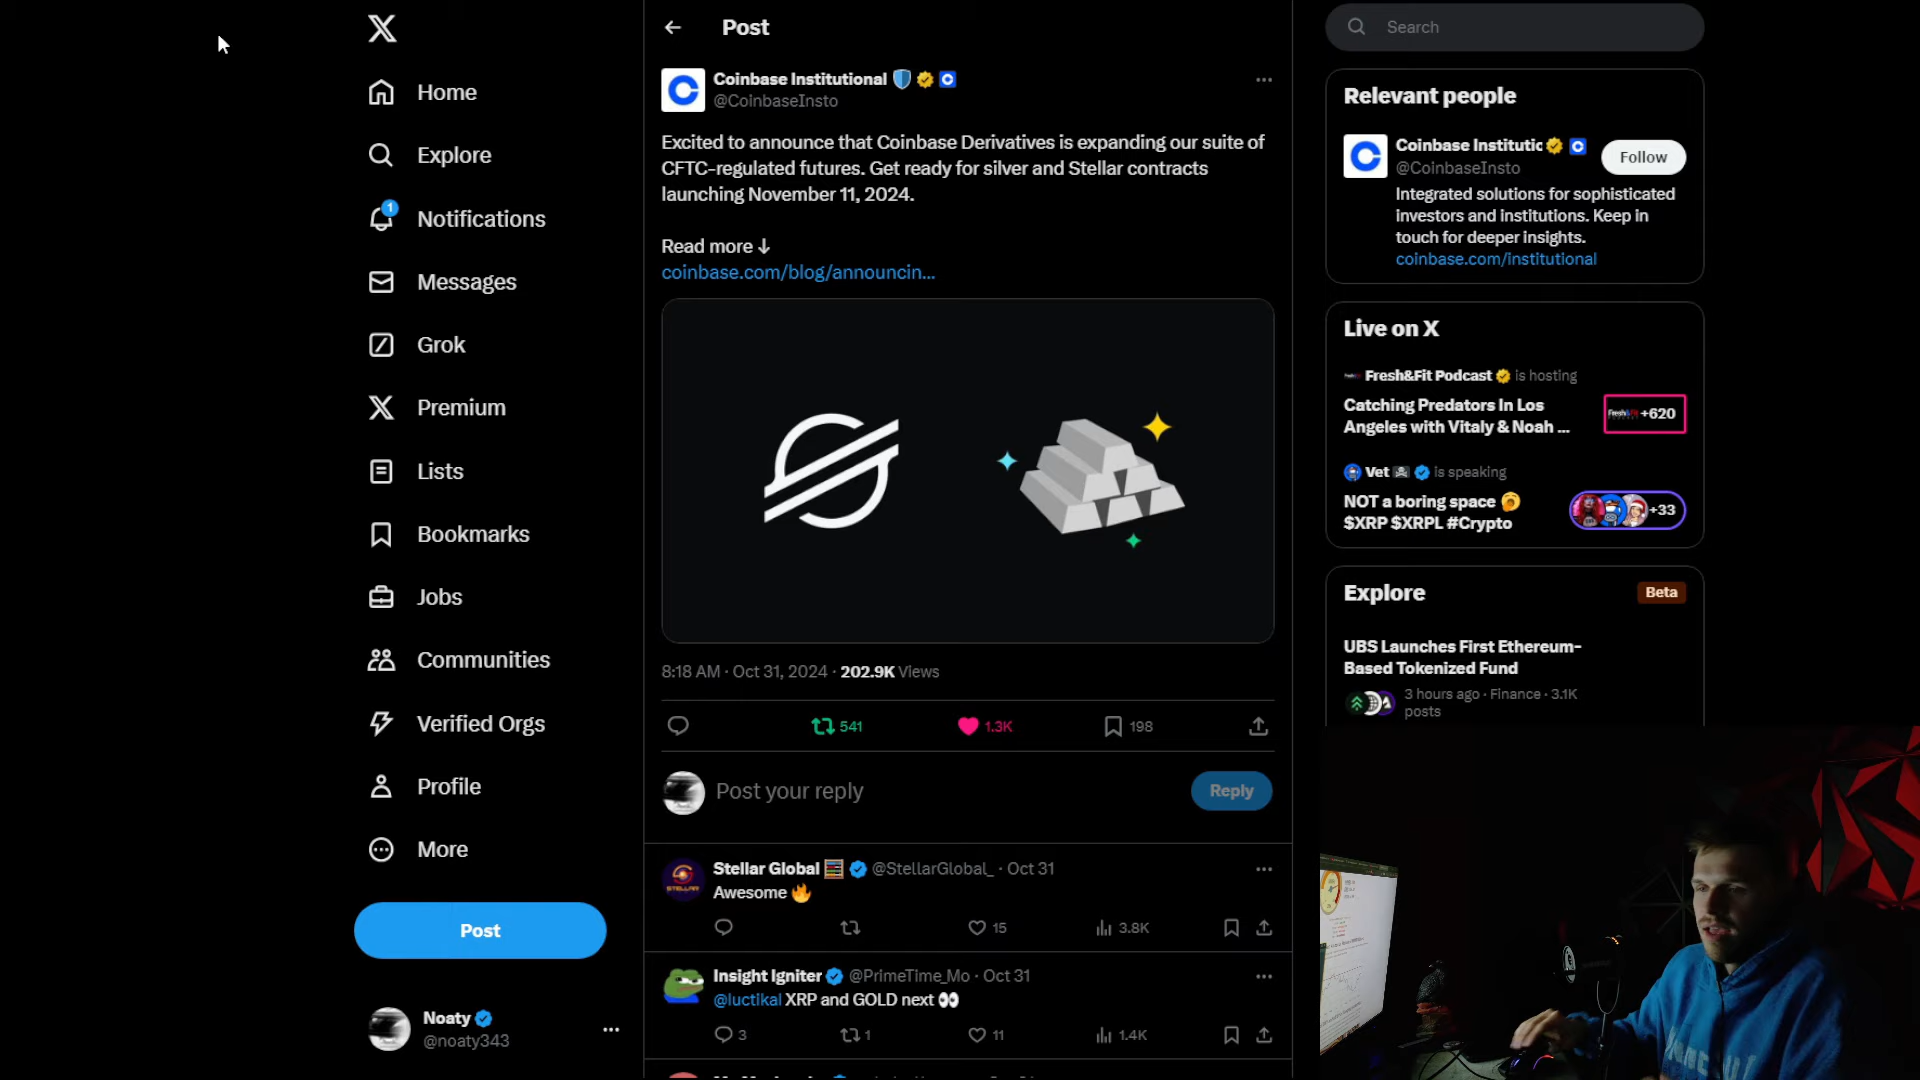 Home
Explore
1
Notifications
Messages
Grok
Premium
Lists
Bookmarks
Jobs
Communities
Verified Orgs
Profile
More
Post
Noaty
@noaty343
Post
Coinbase Institutional
@CoinbaseInsto
Excited to announce that Coinbase Derivatives is expanding our suite of
CFTC-regulated futures. Get ready for silver and Stellar contracts
launching November 11, 2024.
Read more ↓
coinbase.com/blog/announcin...
8:18 AM · Oct 31, 2024 · 202.9K Views
541
1.3K
198
Post your reply
Reply
Stellar Global @StellarGlobal_ · Oct 31
Awesome 🔥
15
3.8K
Insight Igniter @PrimeTime_Mo · Oct 31
@luctikal XRP and GOLD next 👀
3
1
11
1.4K
Search
Relevant people
Coinbase Institutic
@CoinbaseInsto
Follow
Integrated solutions for sophisticated
investors and institutions. Keep in
touch for deeper insights.
coinbase.com/institutional
Live on X
Fresh&Fit Podcast is hosting
Catching Predators In Los
Angeles with Vitaly & Noah ...
+620
Vet is speaking
NOT a boring space
$XRP $XRPL #Crypto
+33
Explore
Beta
UBS Launches First Ethereum-
Based Tokenized Fund
3 hours ago · Finance · 3.1K
posts